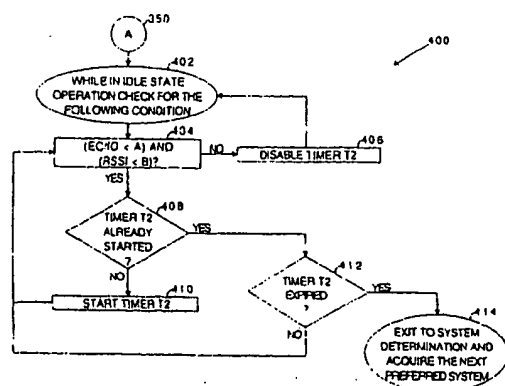 350
A
400
402
WHILE IN IDLE STATE
OPERATION CHECK FOR THE
FOLLOWING CONDITION
404
(EC/IO < A) AND
(RSSI < B)?
NO
406
DISABLE TIMER T2
YES
408
TIMER T2
ALREADY
STARTED
?
YES
NO
410
START TIMER T2
412
TIMER T2
EXPIRED
?
YES
NO
414
EXIT TO SYSTEM
DETERMINATION AND
ACQUIRE THE NEXT
PREFERRED SYSTEM